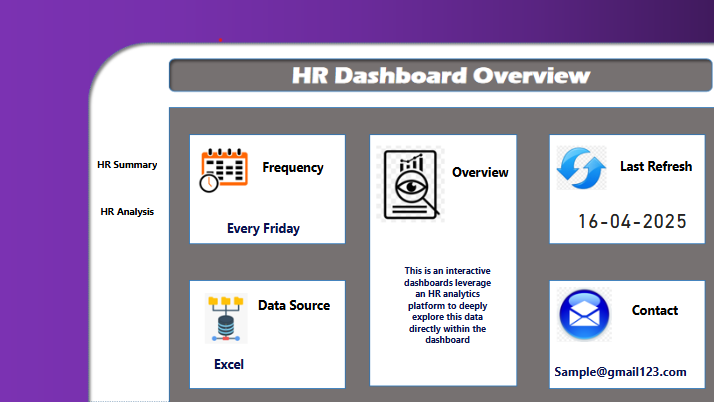 HR Dashboard Overview
HR Summary
HR Analysis
Frequency
Every Friday
Overview
This is an interactive
dashboards leverage
an HR analytics
platform to deeply
explore this data
directly within the
dashboard
Last Refresh
16-04-2025
Data Source
Excel
Contact
Sample@gmail123.com